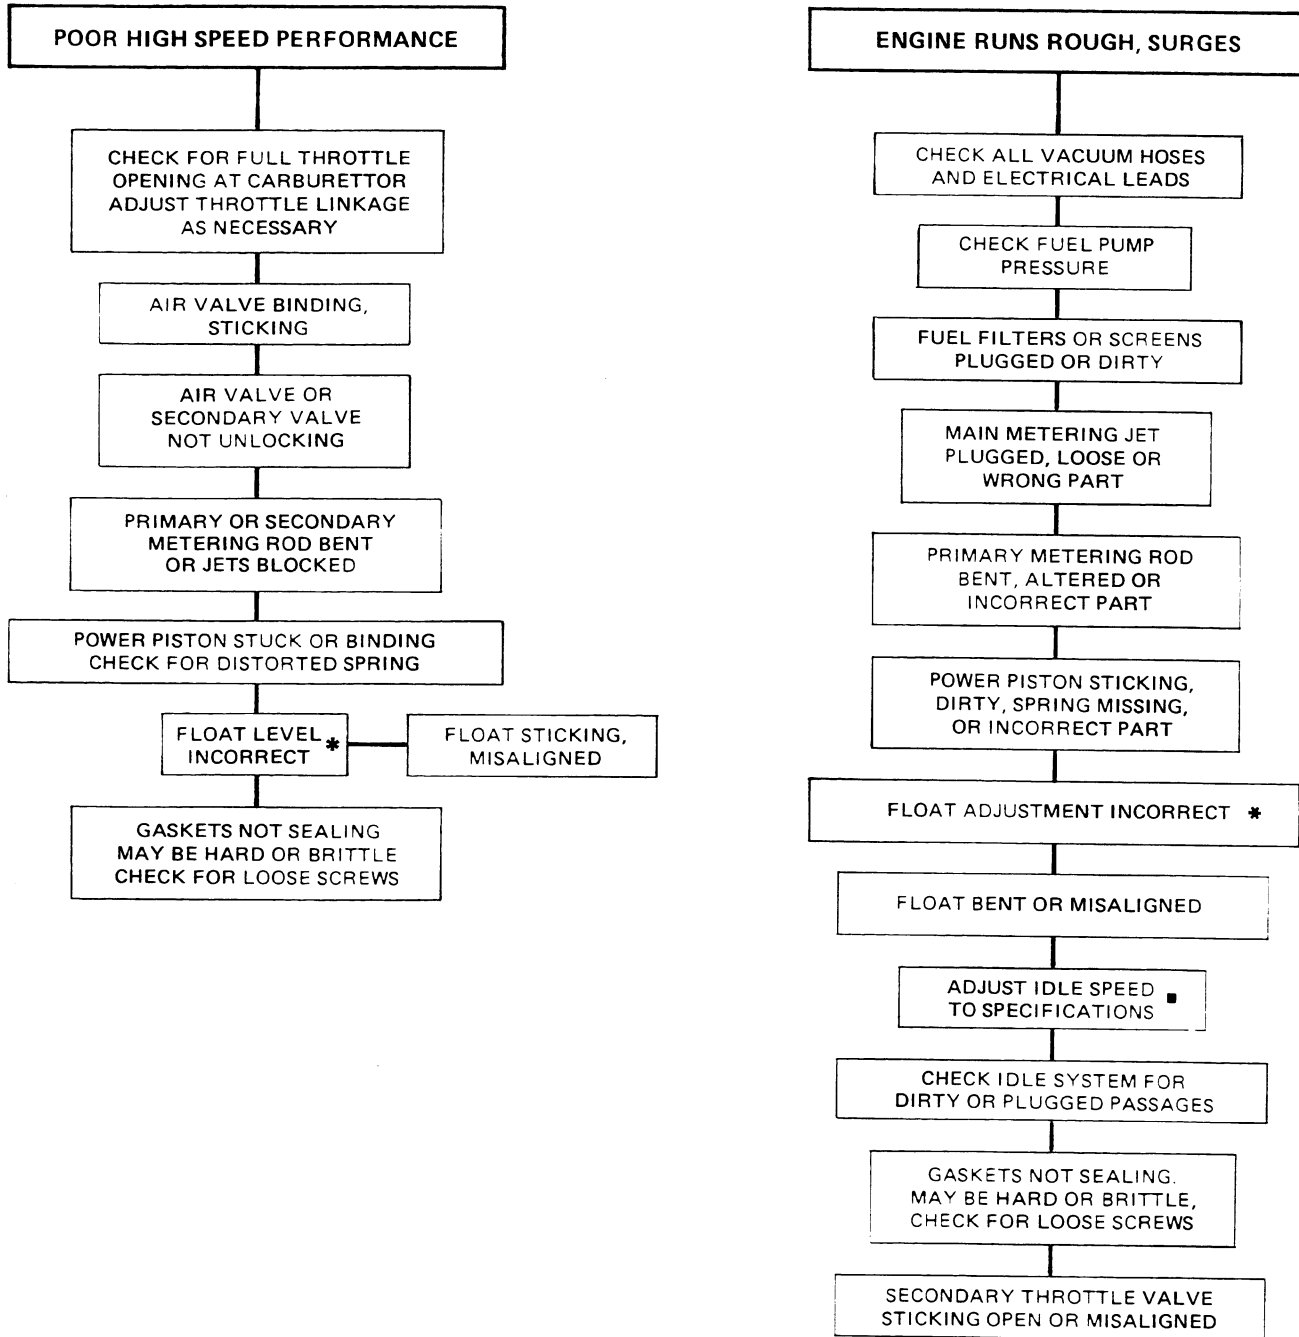 POOR HIGH SPEED PERFORMANCE
CHECK FOR FULL THROTTLE
OPENING AT CARBURETTOR
ADJUST THROTTLE LINKAGE
AS NECESSARY
AIR VALVE BINDING,
STICKING
AIR VALVE OR
SECONDARY VALVE
NOT UNLOCKING
PRIMARY OR SECONDARY
METERING ROD BENT
OR JETS BLOCKED
POWER PISTON STUCK OR BINDING
CHECK FOR DISTORTED SPRING
FLOAT LEVEL *
INCORRECT
FLOAT STICKING,
MISALIGNED
GASKETS NOT SEALING
MAY BE HARD OR BRITTLE
CHECK FOR LOOSE SCREWS
ENGINE RUNS ROUGH, SURGES
CHECK ALL VACUUM HOSES
AND ELECTRICAL LEADS
CHECK FUEL PUMP
PRESSURE
FUEL FILTERS OR SCREENS
PLUGGED OR DIRTY
MAIN METERING JET
PLUGGED, LOOSE OR
WRONG PART
PRIMARY METERING ROD
BENT, ALTERED OR
INCORRECT PART
POWER PISTON STICKING,
DIRTY, SPRING MISSING,
OR INCORRECT PART
FLOAT ADJUSTMENT INCORRECT *
FLOAT BENT OR MISALIGNED
ADJUST IDLE SPEED ■
TO SPECIFICATIONS
CHECK IDLE SYSTEM FOR
DIRTY OR PLUGGED PASSAGES
GASKETS NOT SEALING.
MAY BE HARD OR BRITTLE,
CHECK FOR LOOSE SCREWS
SECONDARY THROTTLE VALVE
STICKING OPEN OR MISALIGNED